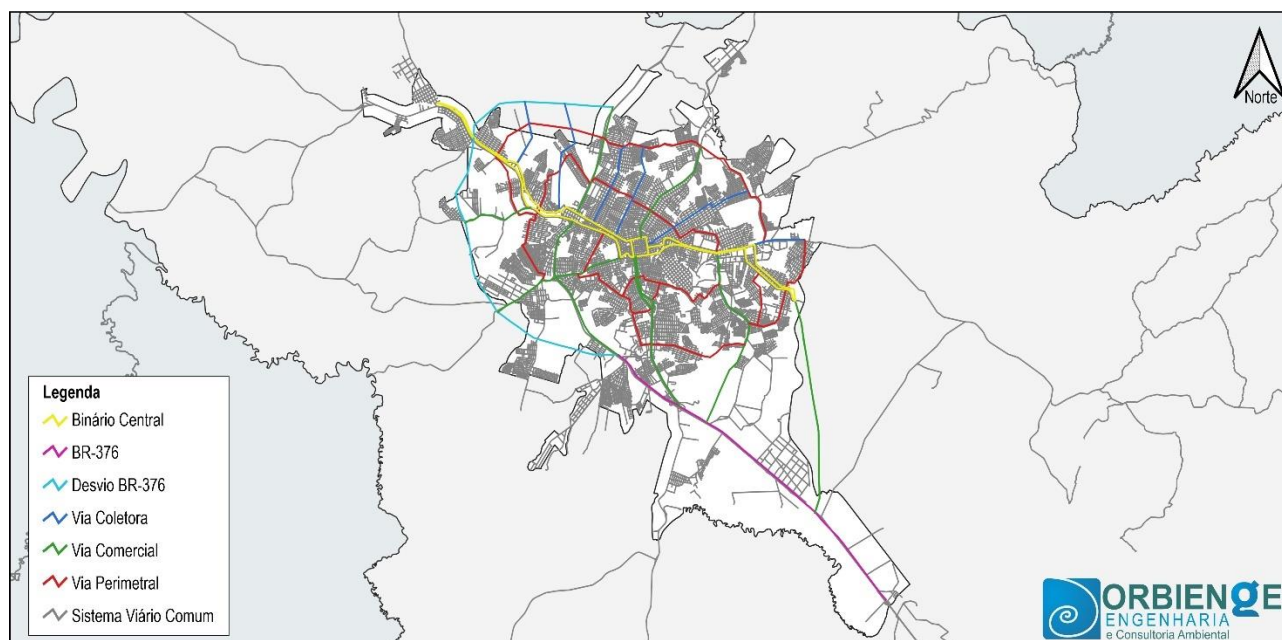 Norte
Legenda
Binário Central
BR-376
Desvio BR-376
Via Coletora
Via Comercial
Via Perimetral
Sistema Viário Comum
ORBIENGE
ENGENHARIA
e Consultoria Ambiental